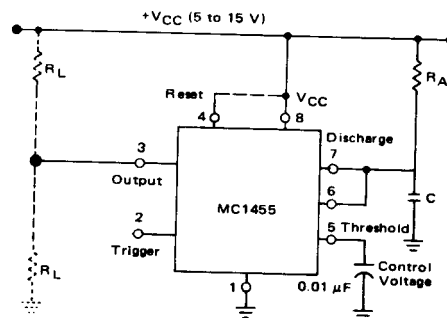 +VCC (5 to 15 V)
RL
RA
Reset
VCC
4
8
3
Discharge
7
Output
MC1455
6
C
2
5 Threshold
Trigger
Control
Voltage
RL
1
0.01 µF